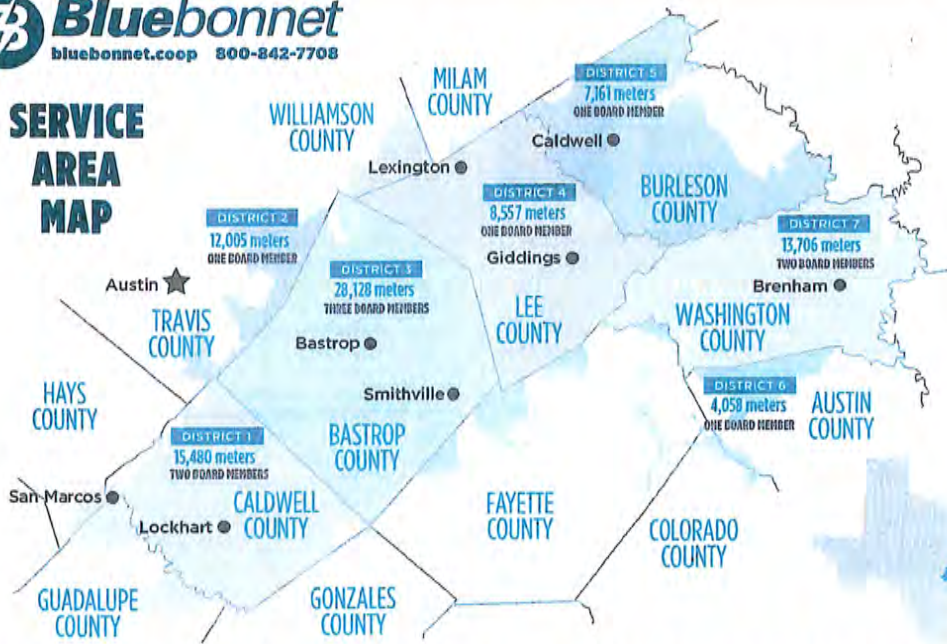 Bluebonnet
bluebonnet.coop 800-842-7708
SERVICE
AREA
MAP
WILLIAMSON
COUNTY
MILAM
COUNTY
DISTRICT 5
7,161 meters
ONE BOARD MEMBER
Caldwell
Lexington
BURLESON
COUNTY
DISTRICT 4
8,557 meters
ONE BOARD MEMBER
Giddings
LEE
COUNTY
DISTRICT 7
13,706 meters
TWO BOARD MEMBERS
Brenham
WASHINGTON
COUNTY
DISTRICT 2
12,005 meters
ONE BOARD MEMBER
Austin
TRAVIS
COUNTY
DISTRICT 3
28,128 meters
THREE BOARD MEMBERS
Bastrop
Smithville
BASTROP
COUNTY
HAYS
COUNTY
DISTRICT 6
4,058 meters
ONE BOARD MEMBER
AUSTIN
COUNTY
DISTRICT 1
15,480 meters
TWO BOARD MEMBERS
San Marcos
CALDWELL
COUNTY
Lockhart
FAYETTE
COUNTY
COLORADO
COUNTY
GUADALUPE
COUNTY
GONZALES
COUNTY